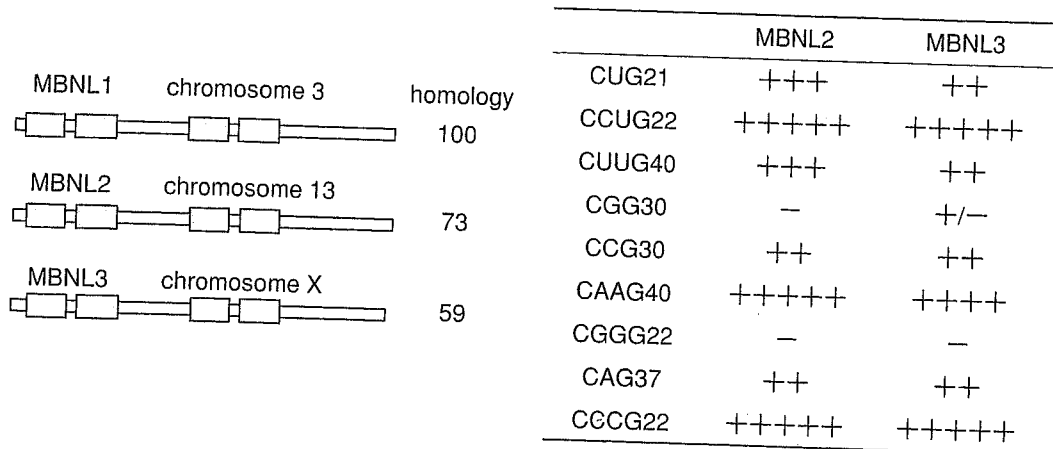 MBNL1 chromosome 3 homology
100
MBNL2 chromosome 13
73
MBNL3 chromosome X
59
MBNL2 MBNL3
CUG21 +++ ++
CCUG22 +++++ +++++
CUUG40 +++ ++
CGG30 − +/−
CCG30 ++ ++
CAAG40 +++++ ++++
CGGG22 − −
CAG37 ++ ++
CGCG22 +++++ +++++